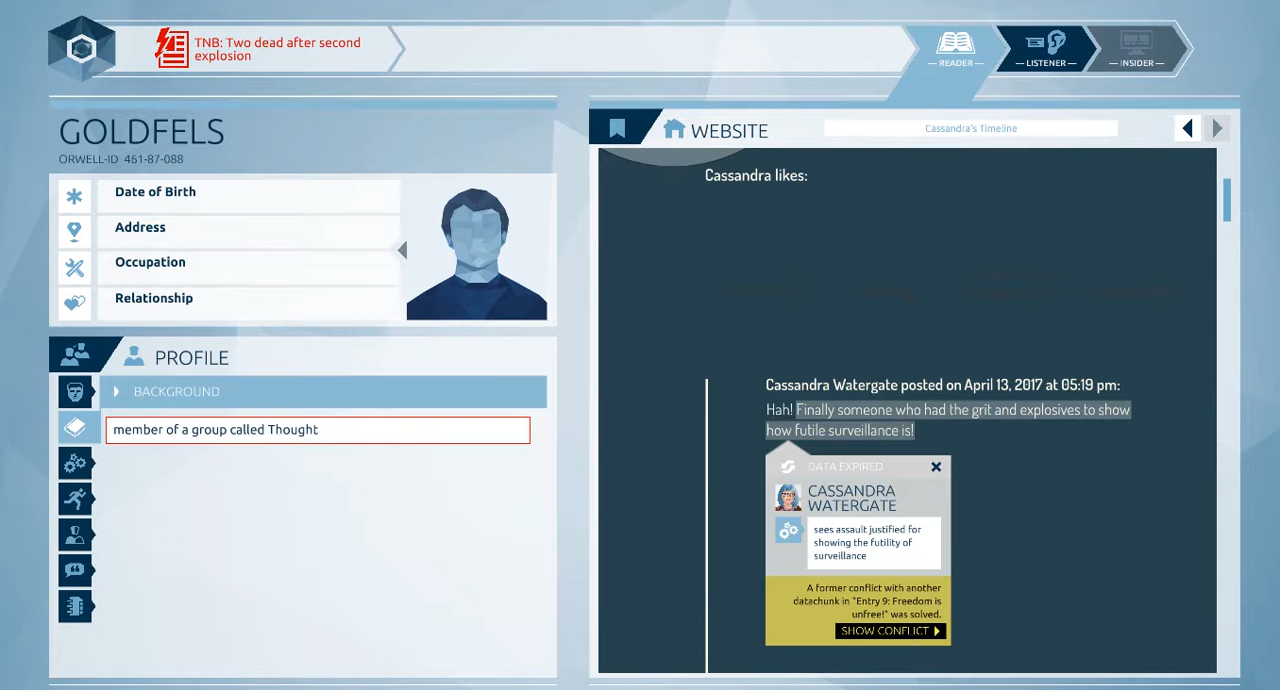 TNB: Two dead after second
explosion
— READER —
— LISTENER —
— INSIDER —
GOLDFELS
ORWELL-ID 461-87-088
Date of Birth
Address
Occupation
Relationship
PROFILE
BACKGROUND
member of a group called Thought
WEBSITE
Cassandra's Timeline
Cassandra likes:
Cassandra Watergate posted on April 13, 2017 at 05:19 pm:
Hah! Finally someone who had the grit and explosives to show
how futile surveillance is!
DATA EXPIRED
CASSANDRA
WATERGATE
sees assault justified for
showing the futility of
surveillance
A former conflict with another
datachunk in "Entry 9: Freedom is
unfree!" was solved.
SHOW CONFLICT